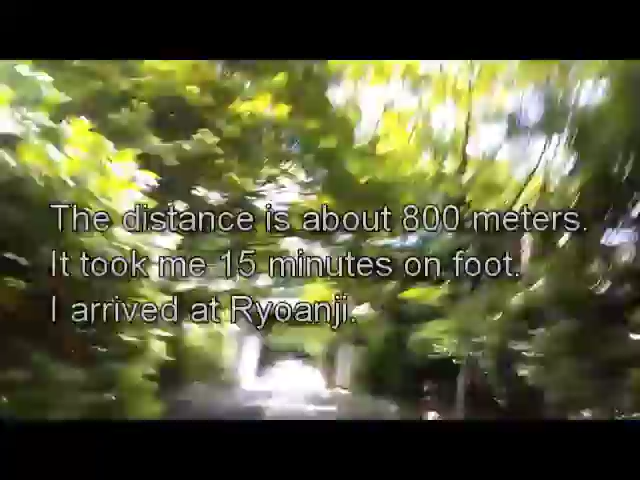 The distance is about 800 meters.
It took me 15 minutes on foot.
I arrived at Ryoanji.